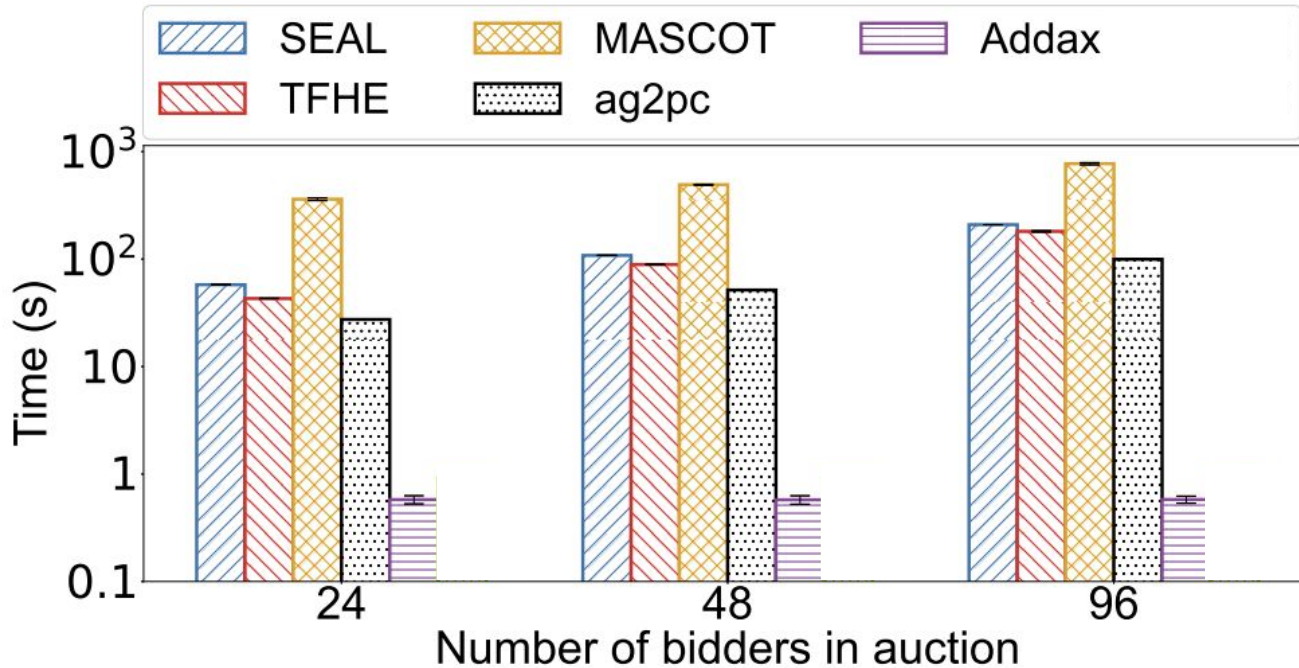 SEAL MASCOT Addax
TFHE ag2pc
10³
10²
10
1
0.1
Time (s)
24 48 96
Number of bidders in auction